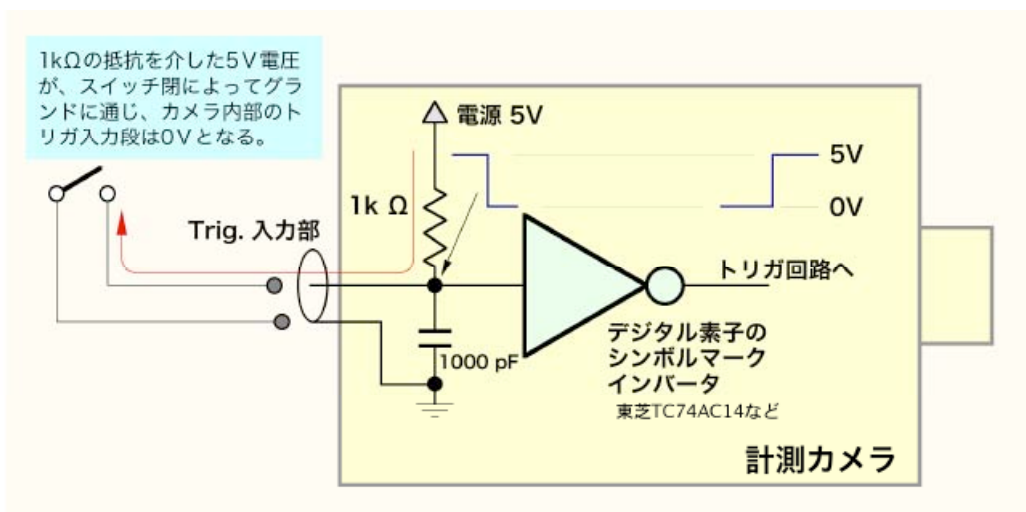 1kΩの抵抗を介した5V電圧
が、スイッチ閉によってグラ
ンドに通じ、カメラ内部のト
リガ入力段は0Vとなる。
電源 5V
5V
1k Ω
0V
Trig. 入力部
トリガ回路へ
デジタル素子の
シンボルマーク
インバータ
1000 pF
東芝TC74AC14など
計測カメラ